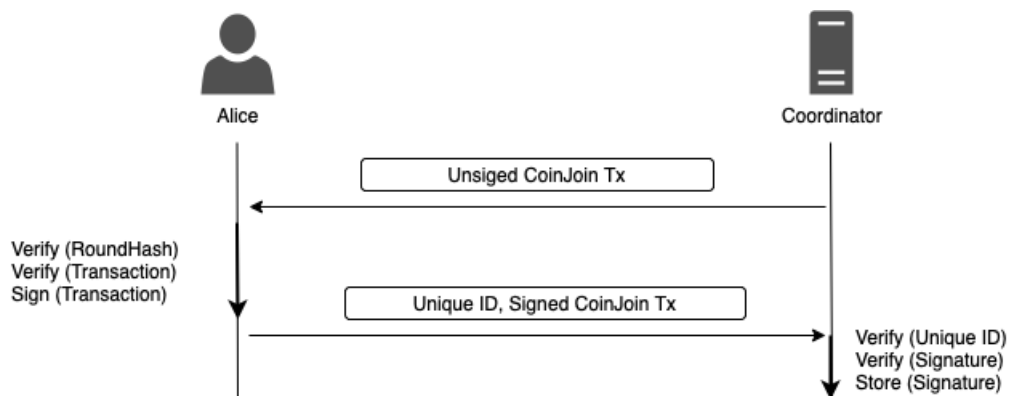 Alice
Coordinator
Unsiged CoinJoin Tx
Verify (RoundHash)
Verify (Transaction)
Sign (Transaction)
Unique ID, Signed CoinJoin Tx
Verify (Unique ID)
Verify (Signature)
Store (Signature)